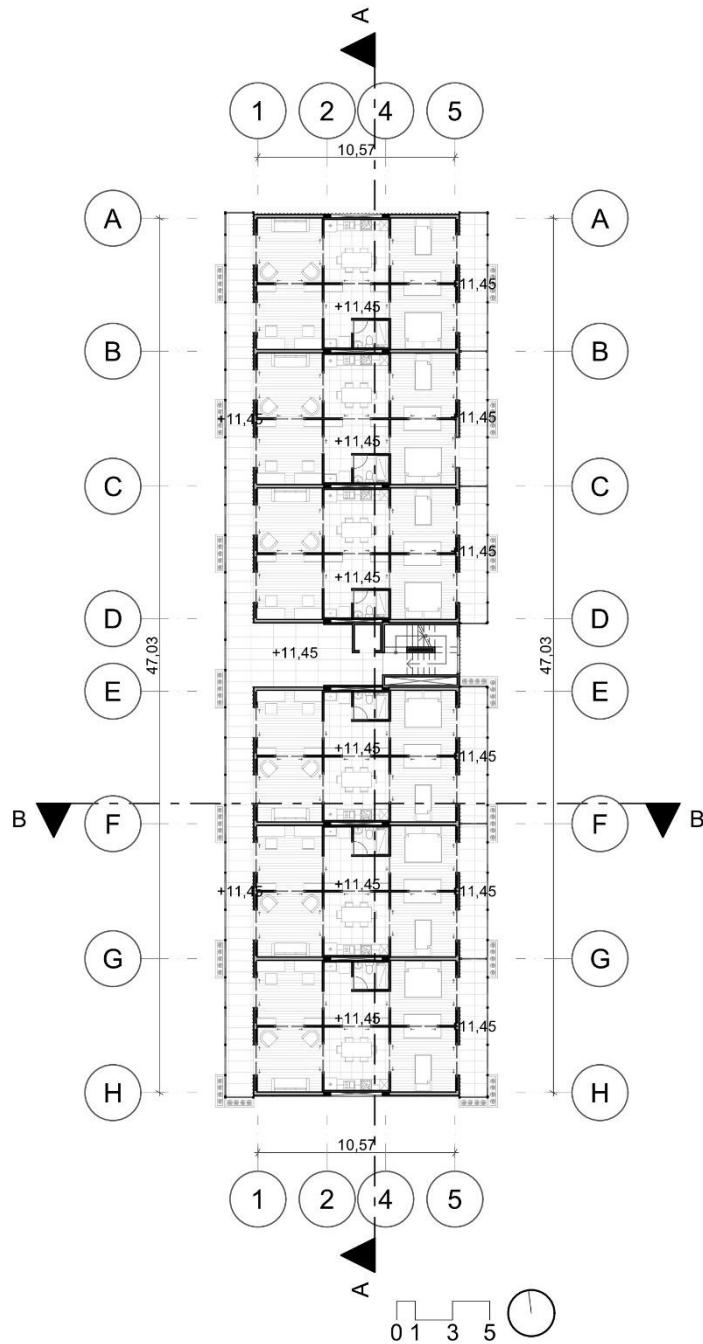 A
1 2 4 5
10,57
A A
11,45
+11,45
B B
+11,45 11,45
+11,45
C C
11,45
+11,45
D D
47,03 +11,45 47,03
E E
+11,45 11,45
B B
F F
+11,45 +11,45 11,45
G G
+11,45 11,45
H H
10,57
1 2 4 5
A
0 1 3 5